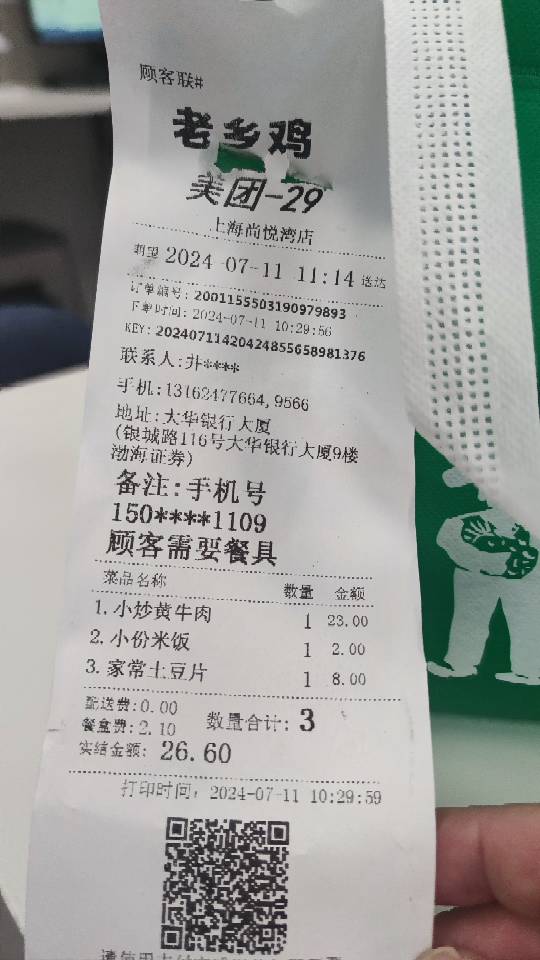 顾客联#
老乡鸡
美团-29
上海尚悦湾店
期望 2024-07-11 11:14 送达
订单编号: 2001155503190979893
下单时间: 2024-07-11 10:29:56
KEY: 20240711420424855658981376
联系人:井****
手机:13162477664,9566
地址:大华银行大厦
(银城路116号大华银行大厦9楼
渤海证券)
备注:手机号
150****1109
顾客需要餐具
菜品名称 数量 金额
1.小炒黄牛肉 1 23.00
2.小份米饭 1 2.00
3.家常土豆片 1 8.00
配送费:0.00
餐盒费:2.10 数量合计: 3
实结金额: 26.60
打印时间: 2024-07-11 10:29:59